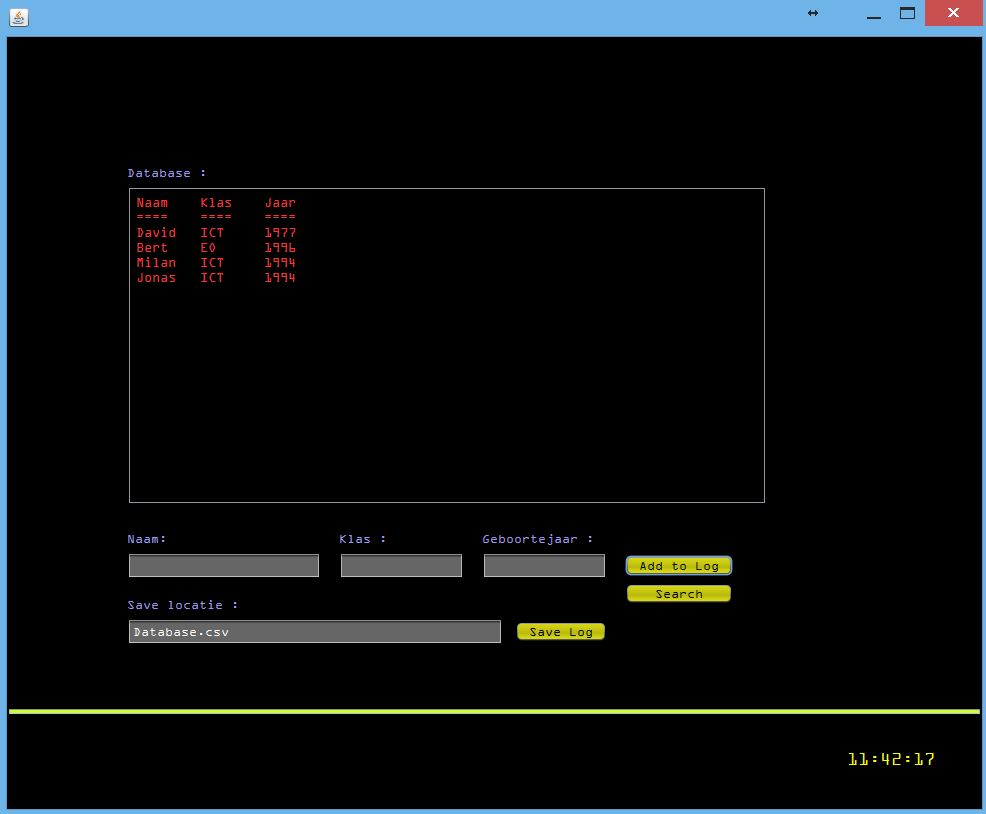 Database :
Naam Klas Jaar
==== ==== ====
David ICT 1977
Bert EO 1996
Milan ICT 1994
Jonas ICT 1994
Naam: Klas : Geboortejaar :
Add to Log
Search
Save locatie :
Database.csv Save Log
11:42:17